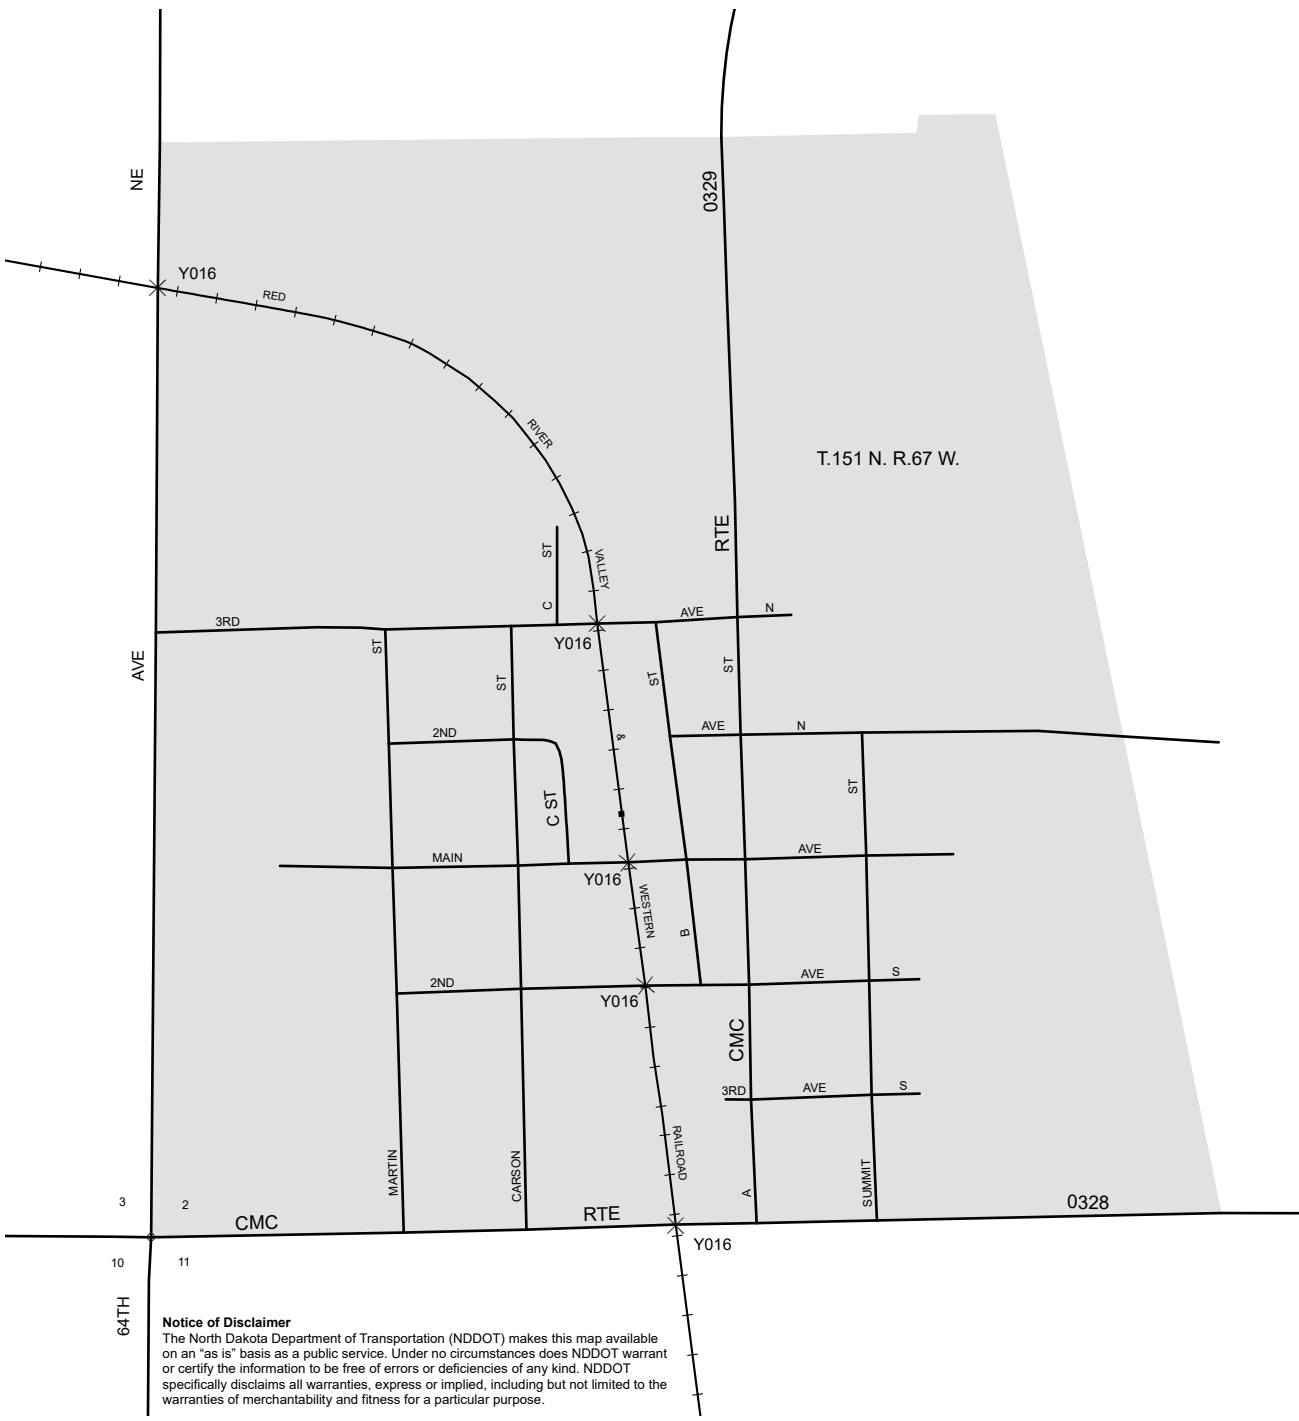 NE
0329
Y016
RED
RIVER
T.151 N. R.67 W.
RTE
ST
VALLEY
C
3RD
AVE
N
Y016
ST
ST
ST
ST
AVE
2ND
&
AVE
N
C ST
ST
MAIN
AVE
Y016
WESTERN
B
2ND
AVE
S
Y016
CMC
3RD
AVE
S
RAILROAD
MARTIN
CARSON
A
SUMMIT
3
2
CMC
RTE
0328
Y016
10
11
64TH
Notice of Disclaimer
The North Dakota Department of Transportation (NDDOT) makes this map available
on an “as is” basis as a public service. Under no circumstances does NDDOT warrant
or certify the information to be free of errors or deficiencies of any kind. NDDOT
specifically disclaims all warranties, express or implied, including but not limited to the
warranties of merchantability and fitness for a particular purpose.